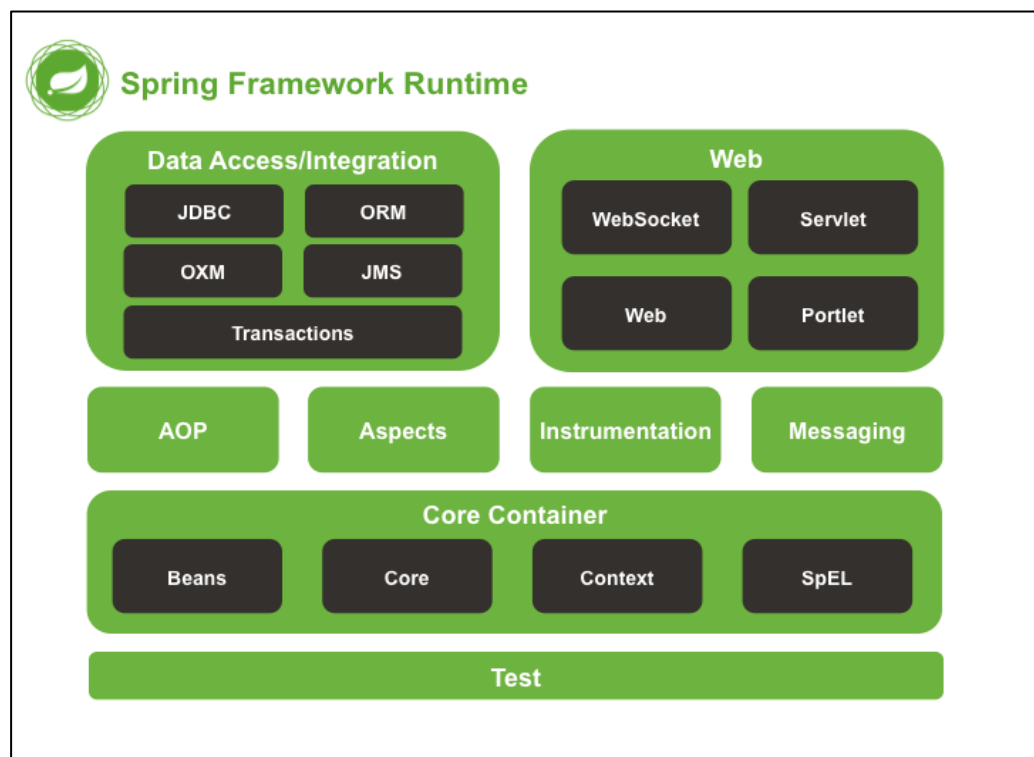 Spring Framework Runtime
Data Access/Integration
JDBC
ORM
OXM
JMS
Transactions
Web
WebSocket
Servlet
Web
Portlet
AOP
Aspects
Instrumentation
Messaging
Core Container
Beans
Core
Context
SpEL
Test